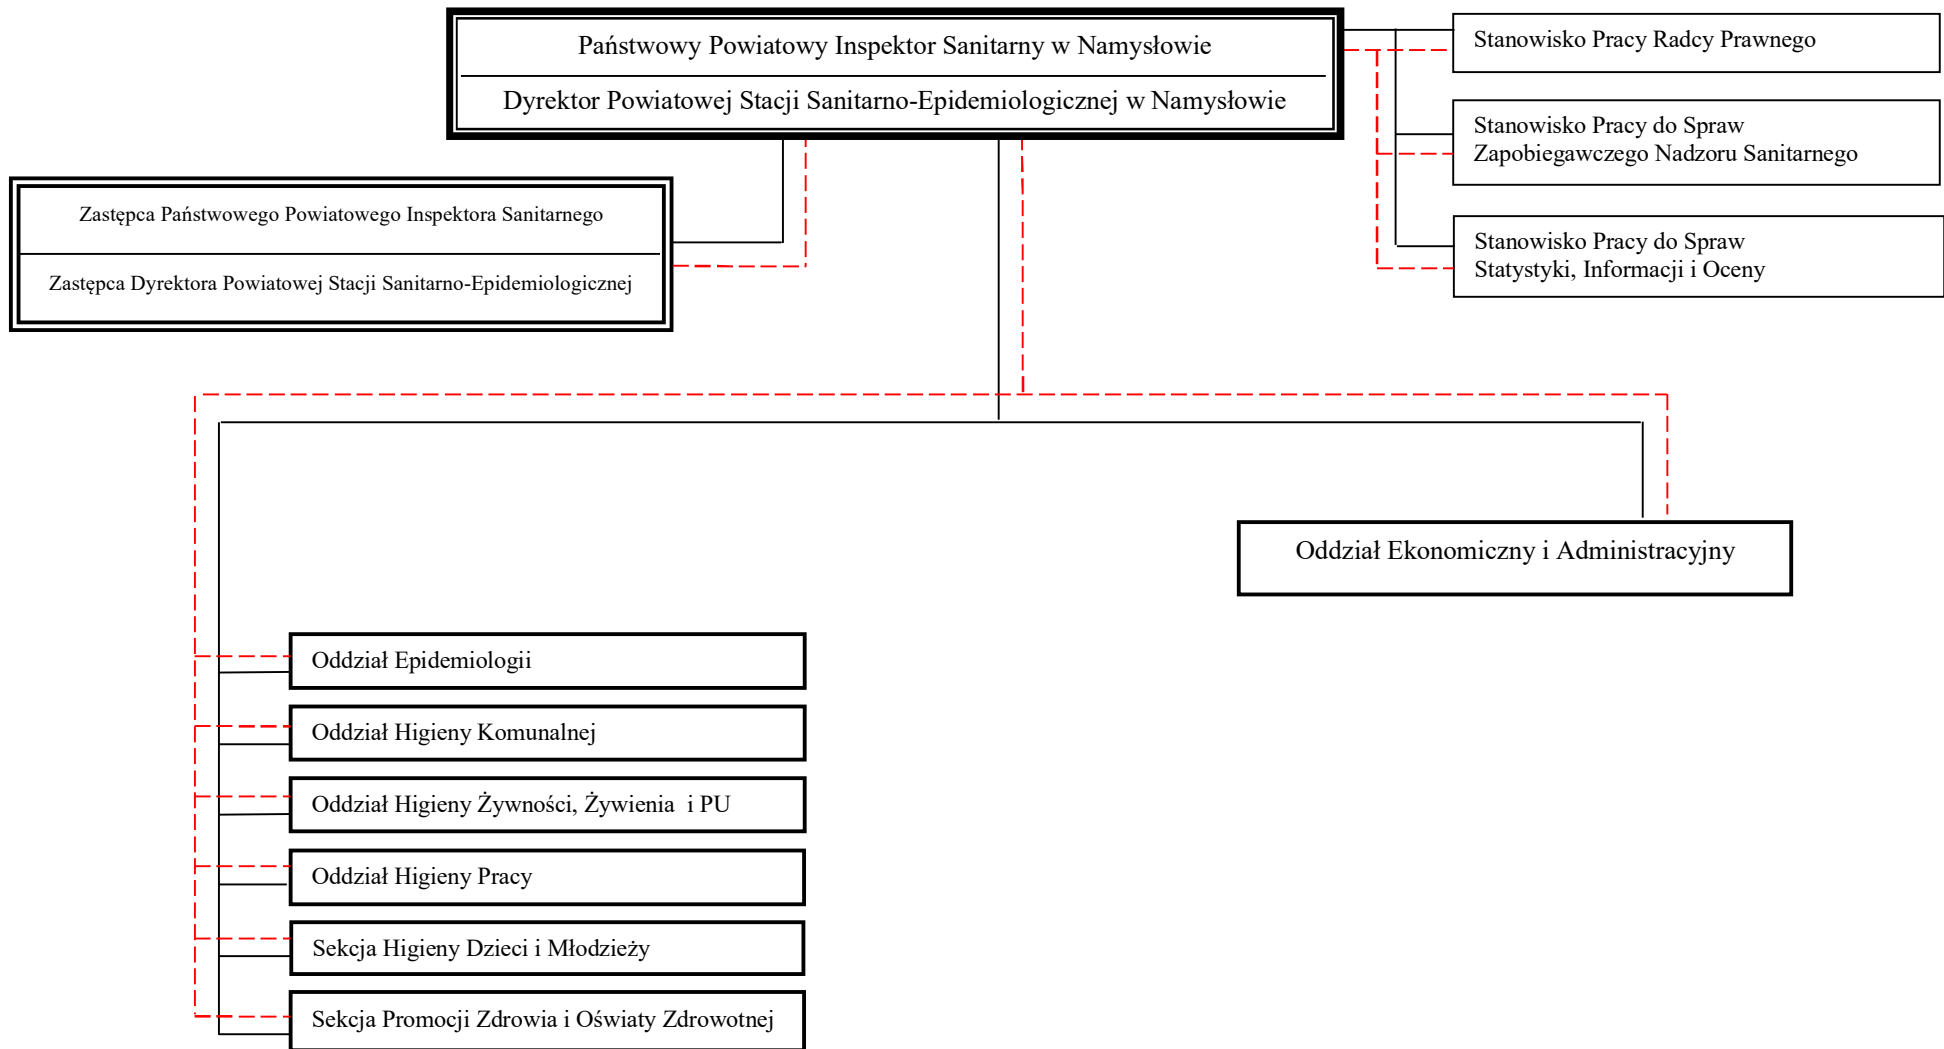 Państwowy Powiatowy Inspektor Sanitarny w Namysłowie
Dyrektor Powiatowej Stacji Sanitarno-Epidemiologicznej w Namysłowie
Stanowisko Pracy Radcy Prawnego
Stanowisko Pracy do Spraw
Zapobiegawczego Nadzoru Sanitarnego
Stanowisko Pracy do Spraw
Statystyki, Informacji i Oceny
Zastępca Państwowego Powiatowego Inspektora Sanitarnego
Zastępca Dyrektora Powiatowej Stacji Sanitarno-Epidemiologicznej
Oddział Ekonomiczny i Administracyjny
Oddział Epidemiologii
Oddział Higieny Komunalnej
Oddział Higieny Żywności, Żywienia  i PU
Oddział Higieny Pracy
Sekcja Higieny Dzieci i Młodzieży
Sekcja Promocji Zdrowia i Oświaty Zdrowotnej